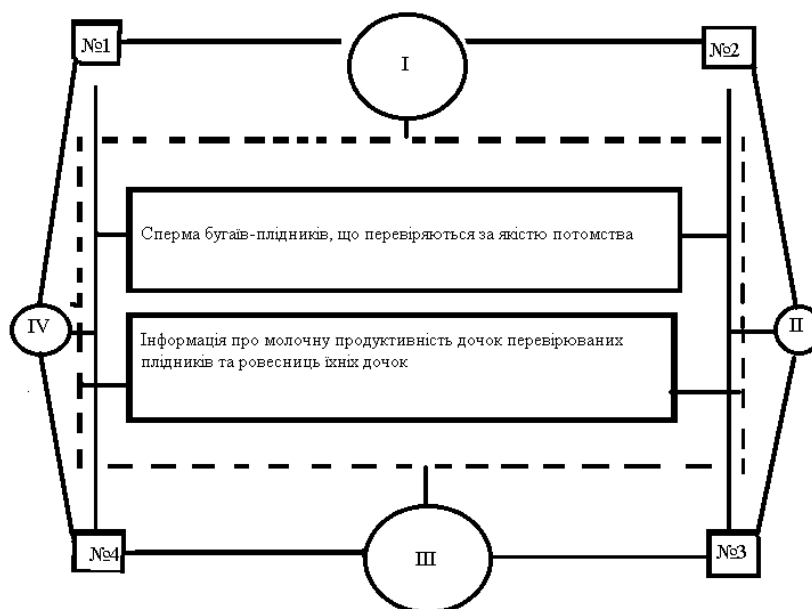 №1
I
№2
Сперма бугаїв-плідників, що перевіряються за якістю потомства
IV
II
Інформація про молочну продуктивність дочок перевірюваних
плідників та ровесниць їхніх дочок
№4
III
№3